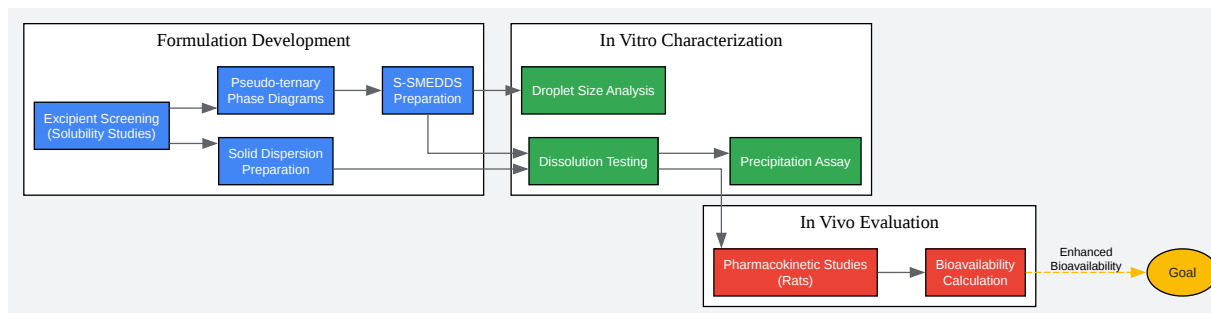 Formulation Development
Excipient Screening
(Solubility Studies)
Pseudo-ternary
Phase Diagrams
S-SMEDDS
Preparation
Solid Dispersion
Preparation
In Vitro Characterization
Droplet Size Analysis
Dissolution Testing
Precipitation Assay
In Vivo Evaluation
Pharmacokinetic Studies
(Rats)
Bioavailability
Calculation
Enhanced
Bioavailability
Goal